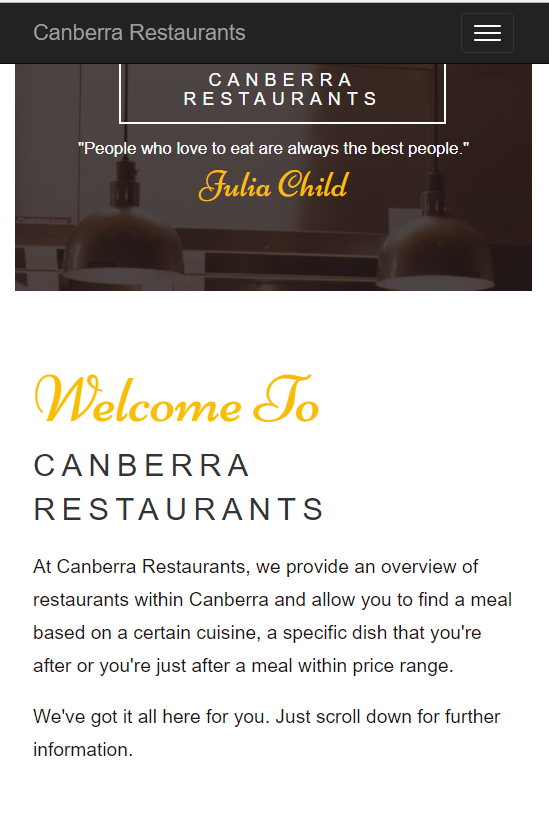 Canberra Restaurants
CANBERRA
RESTAURANTS
"People who love to eat are always the best people."
Julia Child
Welcome To
CANBERRA
RESTAURANTS
At Canberra Restaurants, we provide an overview of
restaurants within Canberra and allow you to find a meal
based on a certain cuisine, a specific dish that you're
after or you're just after a meal within price range.
We've got it all here for you. Just scroll down for further
information.